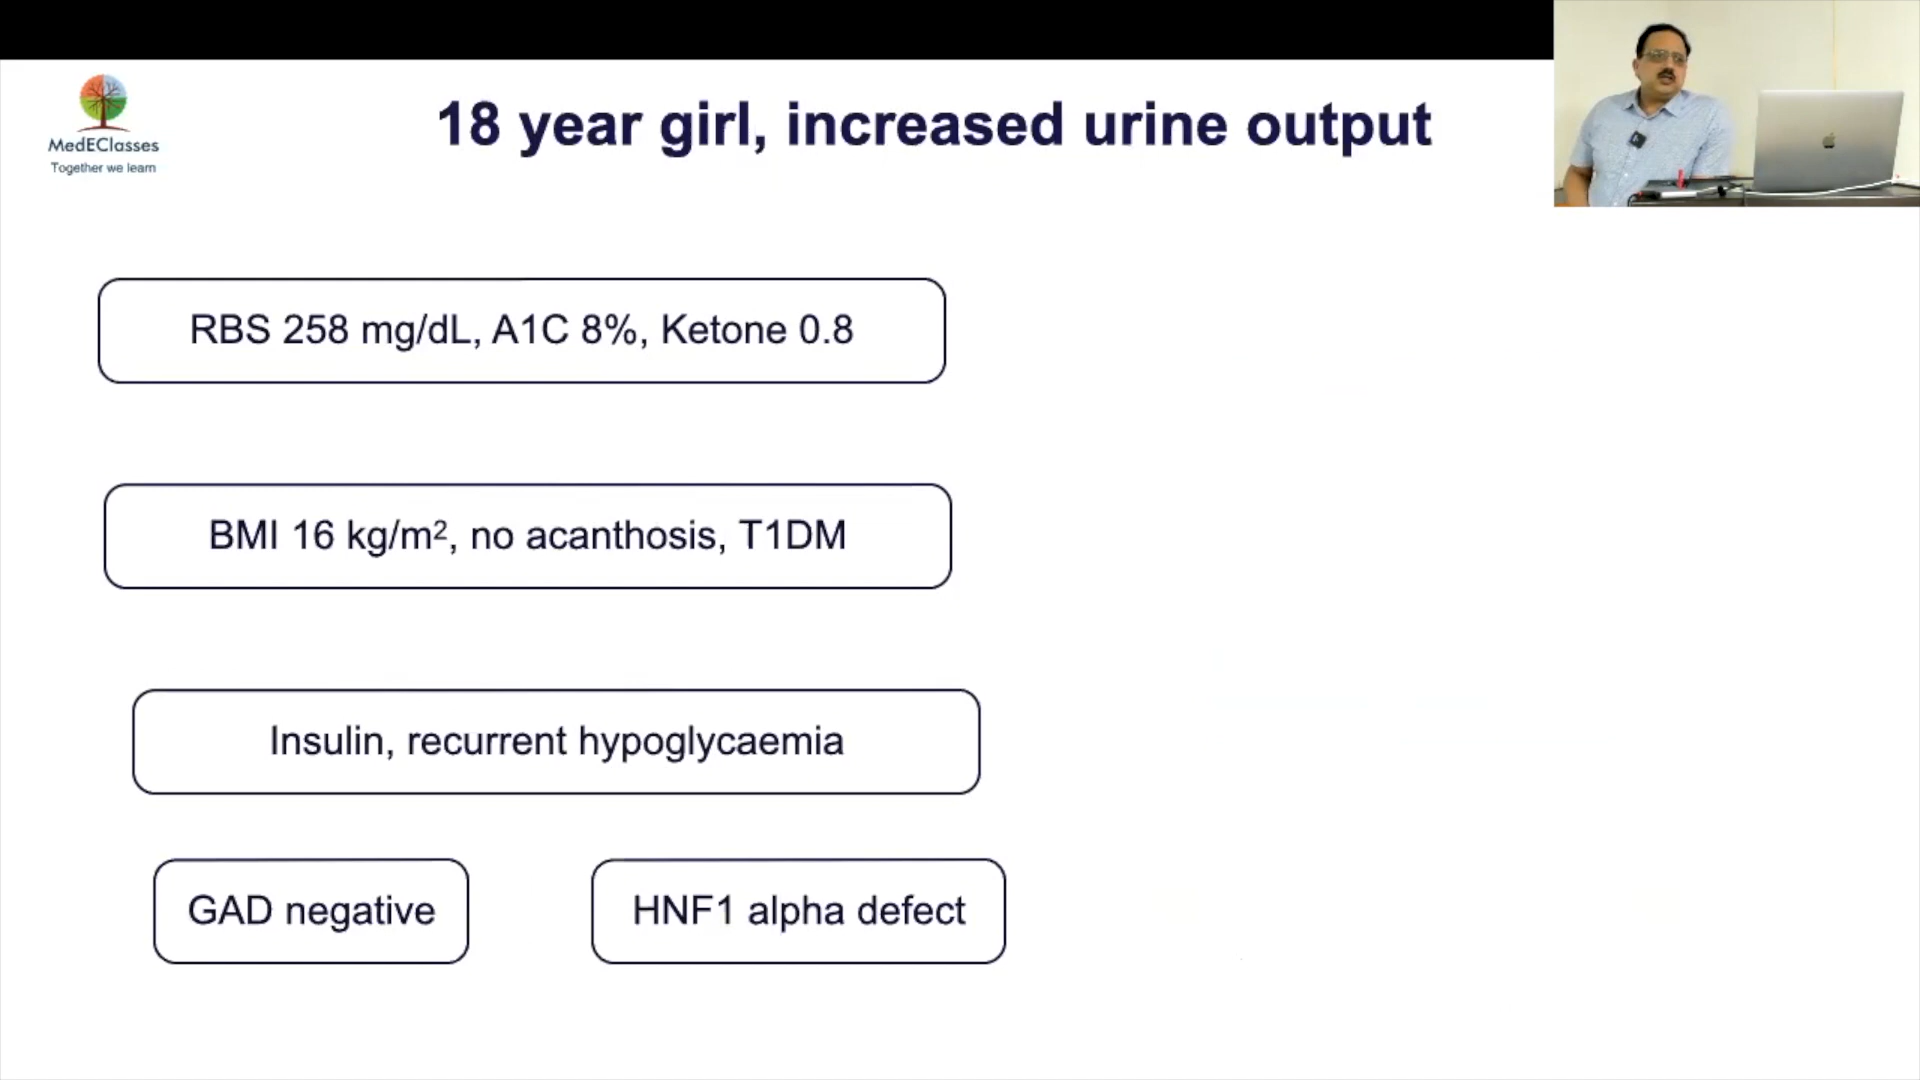 MedEClasses
Together we learn
18 year girl, increased urine output
RBS 258 mg/dL, A1C 8%, Ketone 0.8
BMI 16 kg/m², no acanthosis, T1DM
Insulin, recurrent hypoglycaemia
GAD negative
HNF1 alpha defect